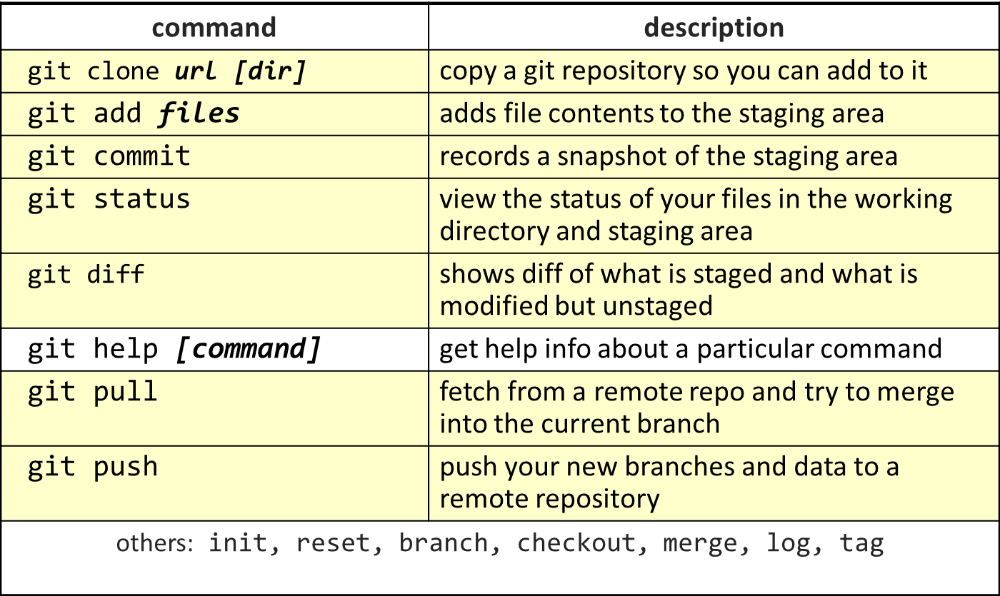 command description
git clone url [dir] copy a git repository so you can add to it
git add files adds file contents to the staging area
git commit records a snapshot of the staging area
git status view the status of your files in the working
directory and staging area
git diff shows diff of what is staged and what is
modified but unstaged
git help [command] get help info about a particular command
git pull fetch from a remote repo and try to merge
into the current branch
git push push your new branches and data to a
remote repository
others: init, reset, branch, checkout, merge, log, tag